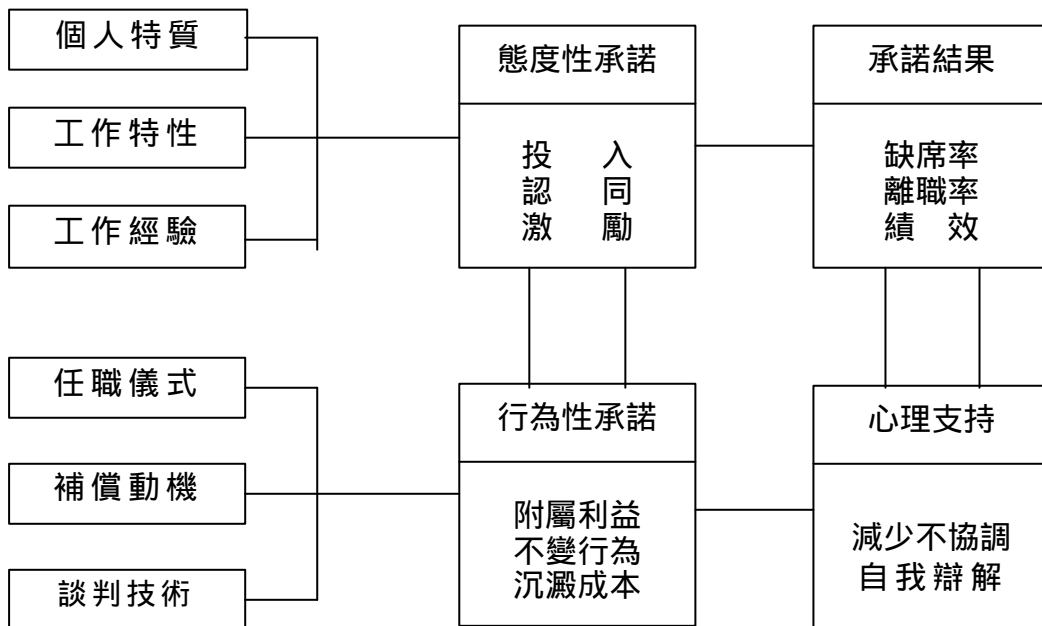 個人特質
工作特性
工作經驗
態度性承諾
投 入
認 同
激 勵
承諾結果
缺席率
離職率
績 效
任職儀式
補償動機
談判技術
行為性承諾
附屬利益
不變行為
沉澱成本
心理支持
減少不協調
自我辯解